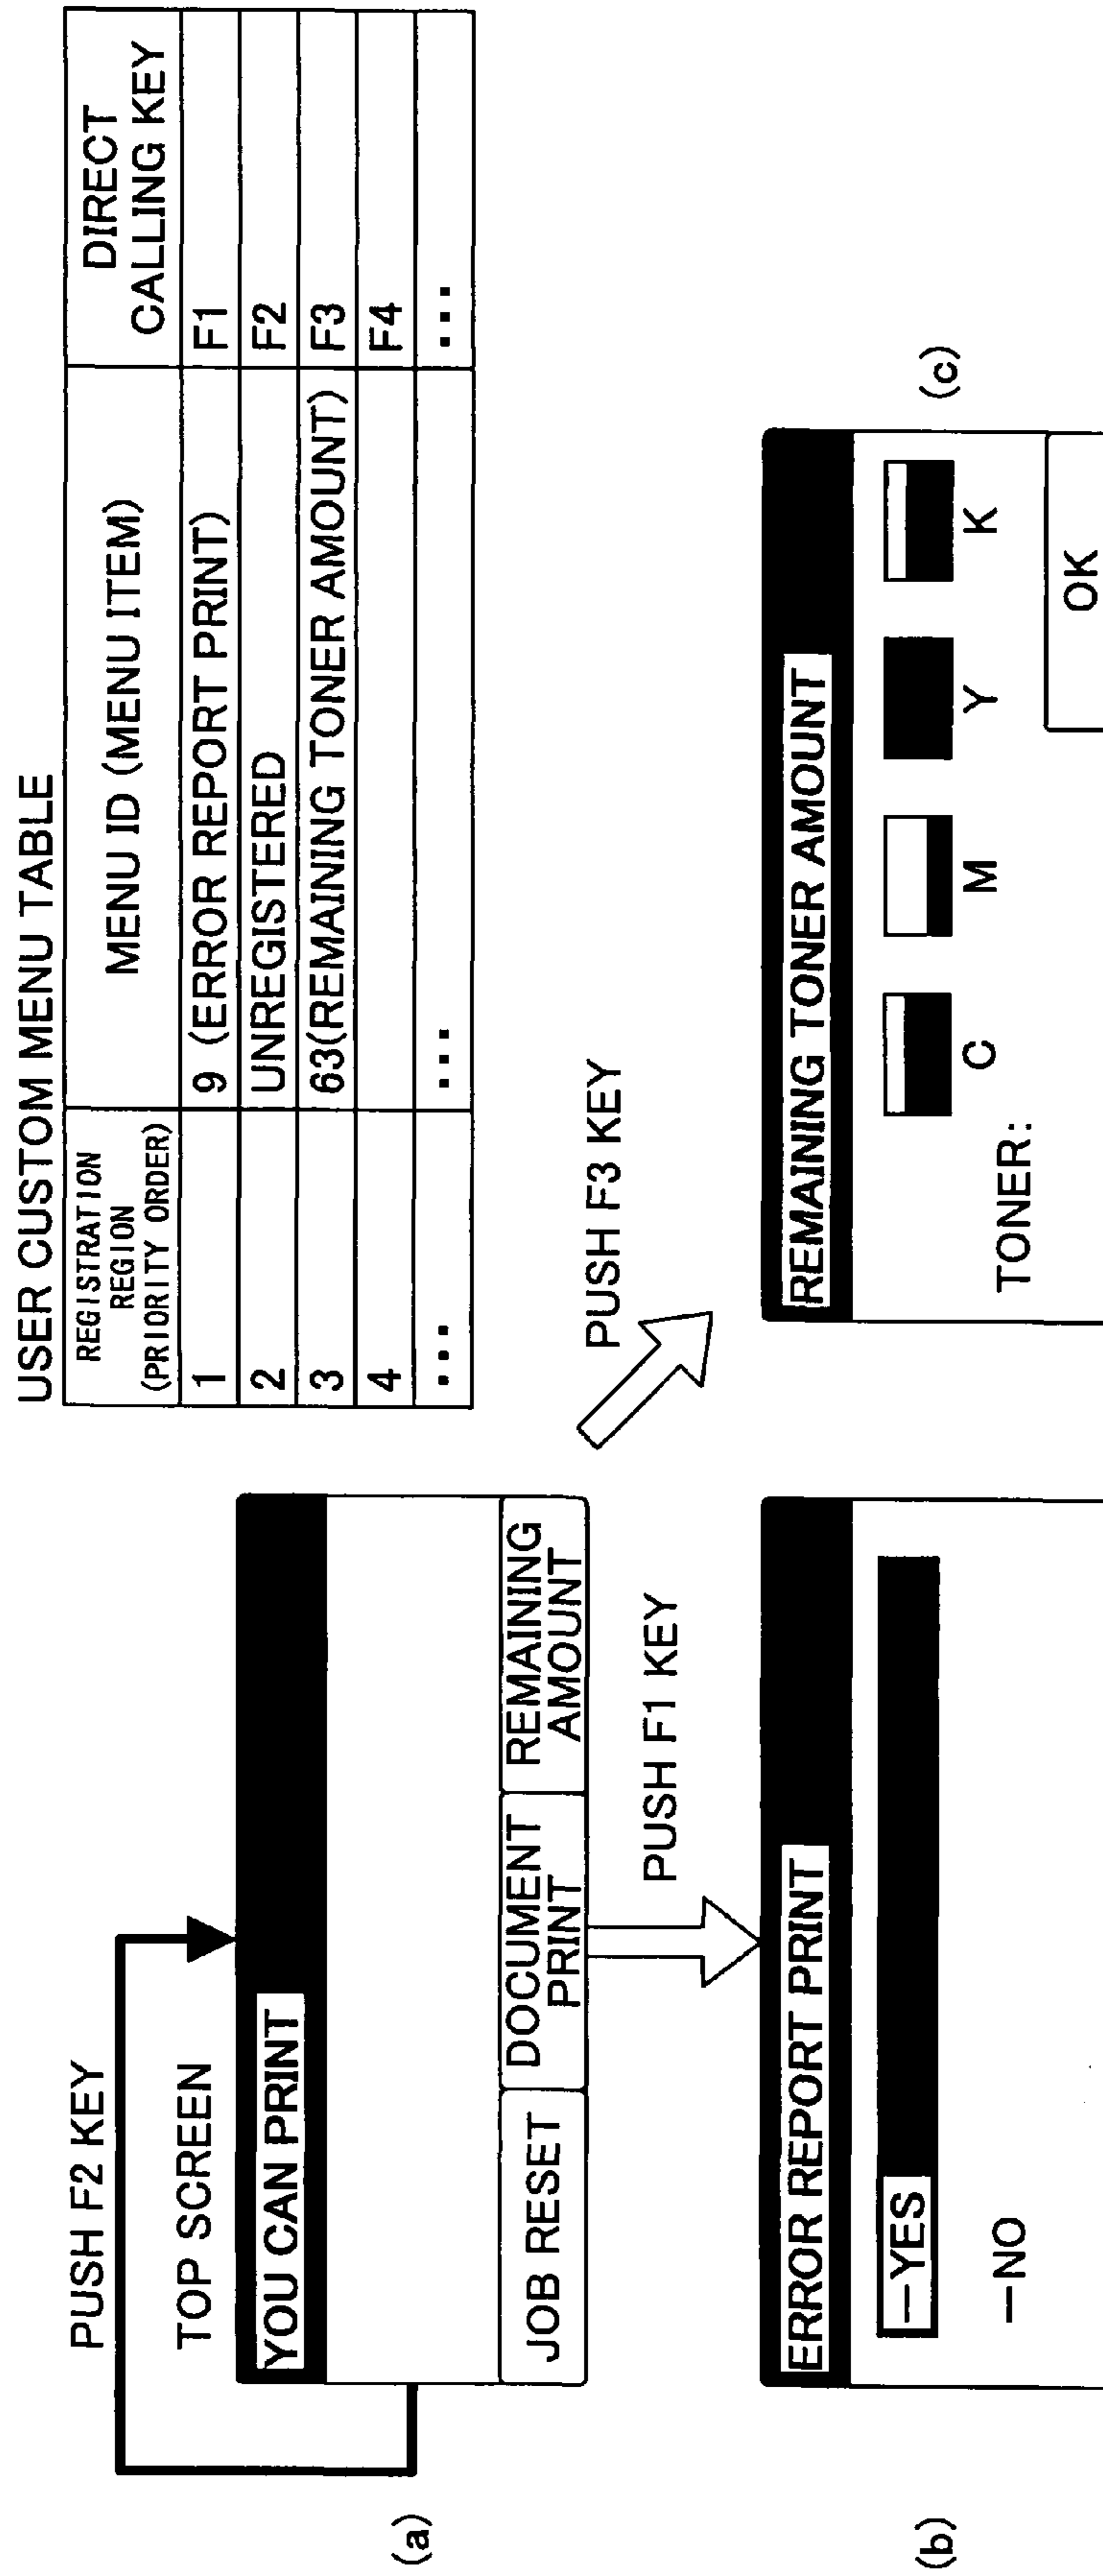 USER CUSTOM MENU TABLE
REGISTRATION
REGION
(PRIORITY ORDER)
MENU ID (MENU ITEM)
DIRECT
CALLING KEY
1 9 (ERROR REPORT PRINT) F1
2 UNREGISTERED F2
3 63(REMAINING TONER AMOUNT) F3
4 F4
... ... ...
PUSH F2 KEY
TOP SCREEN
(a)
YOU CAN PRINT
JOB RESET
DOCUMENT
PRINT
REMAINING
AMOUNT
PUSH F1 KEY
PUSH F3 KEY
(b)
ERROR REPORT PRINT
—YES
—NO
(c)
REMAINING TONER AMOUNT
TONER:
C M Y K
OK